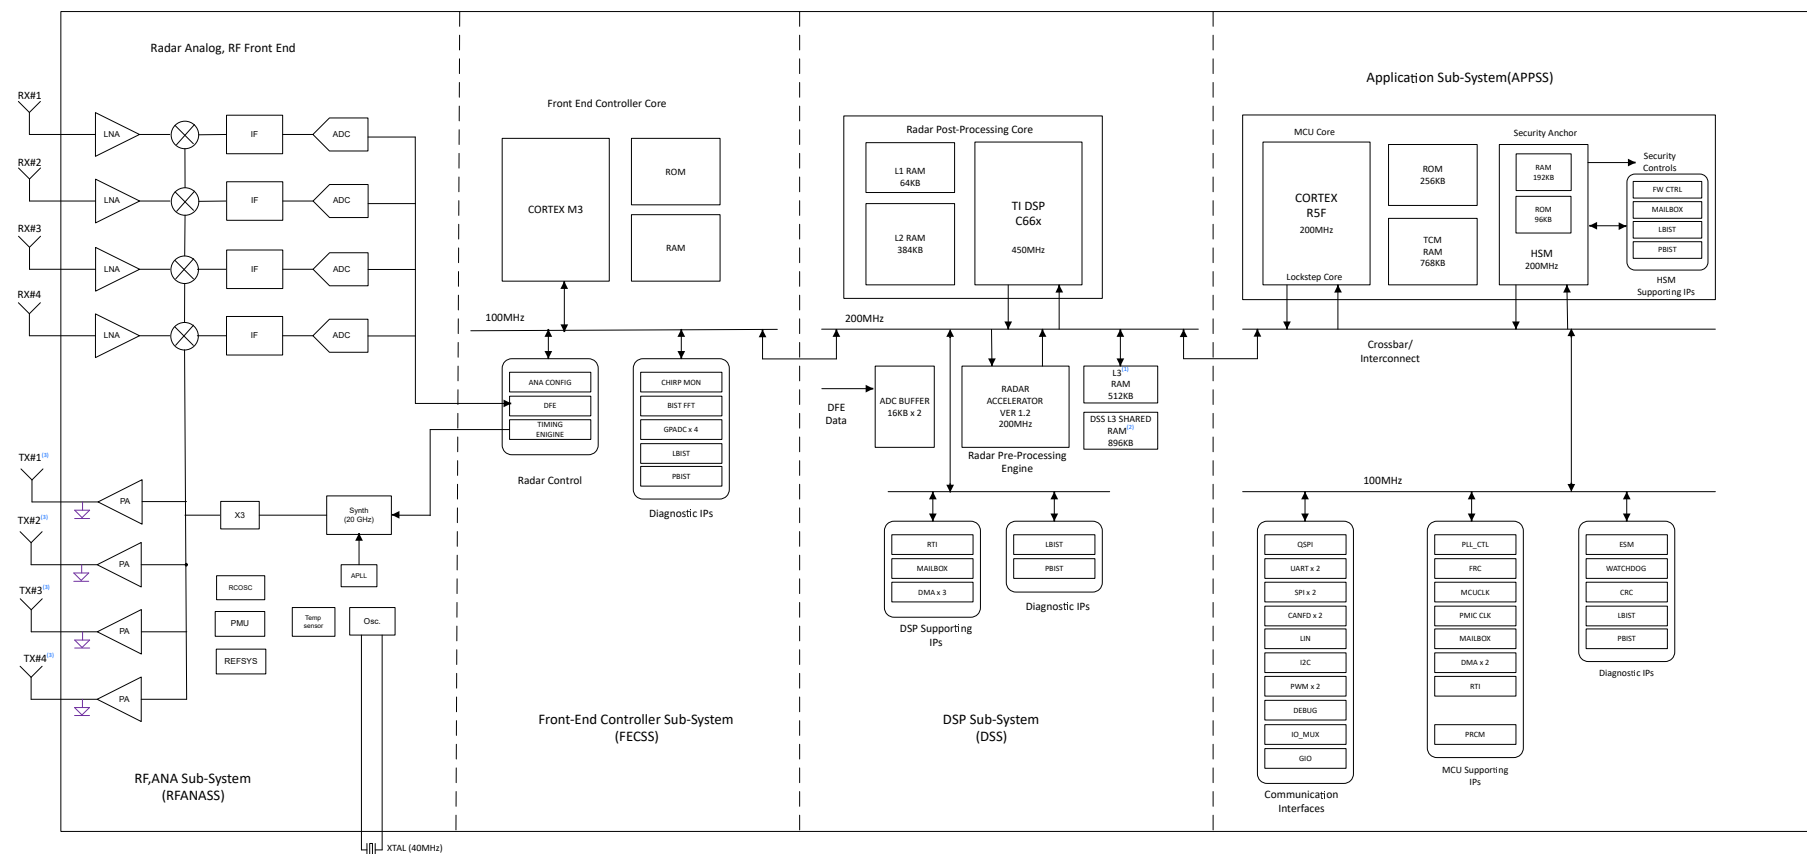 Radar Analog, RF Front End
RX#1
LNA
IF
ADC
RX#2
LNA
IF
ADC
RX#3
LNA
IF
ADC
RX#4
LNA
IF
ADC
TX#1(3)
PA
TX#2(3)
PA
TX#3(3)
PA
TX#4(3)
PA
X3
Synth
(20 GHz)
APLL
RCOSC
PMU
REFSYS
Temp
sensor
Osc.
XTAL (40MHz)
RF,ANA Sub-System
(RFANASS)
Front End Controller Core
CORTEX M3
ROM
RAM
100MHz
ANA CONFIG
DFE
TIMING
ENIGINE
Radar Control
CHIRP MON
BIST FFT
GPADC x 4
LBIST
PBIST
Diagnostic IPs
Front-End Controller Sub-System
(FECSS)
Radar Post-Processing Core
L1 RAM
64KB
L2 RAM
384KB
TI DSP
C66x
450MHz
200MHz
DFE
Data
ADC BUFFER
16KB x 2
RADAR
ACCELERATOR
VER 1.2
200MHz
Radar Pre-Processing
Engine
L3(1)
RAM
512KB
DSS L3 SHARED
RAM(2)
896KB
RTI
MAILBOX
DMA x 3
DSP Supporting
IPs
LBIST
PBIST
Diagnostic IPs
DSP Sub-System
(DSS)
Application Sub-System(APPSS)
MCU Core
CORTEX
R5F
200MHz
Lockstep Core
ROM
256KB
TCM
RAM
768KB
Security Anchor
RAM
192KB
ROM
96KB
HSM
200MHz
Security
Controls
FW CTRL
MAILBOX
LBIST
PBIST
HSM
Supporting IPs
Crossbar/
Interconnect
100MHz
QSPI
UART x 2
SPI x 2
CANFD x 2
LIN
I2C
PWM x 2
DEBUG
IO_MUX
GIO
Communication
Interfaces
PLL_CTL
FRC
MCUCLK
PMIC CLK
MAILBOX
DMA x 2
RTI
PRCM
MCU Supporting
IPs
ESM
WATCHDOG
CRC
LBIST
PBIST
Diagnostic IPs